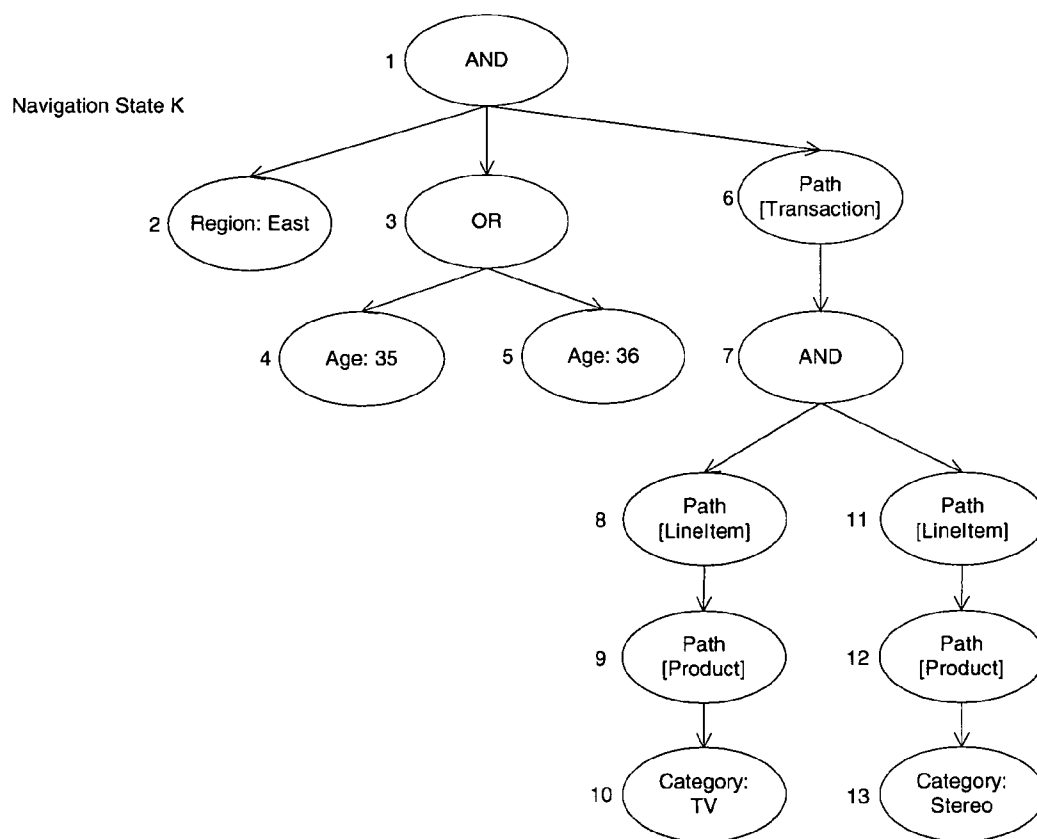 1 AND
Navigation State K
2 Region: East
3 OR
6 Path
[Transaction]
4 Age: 35
5 Age: 36
7 AND
8 Path
[LineItem]
11 Path
[LineItem]
9 Path
[Product]
12 Path
[Product]
10 Category:
TV
13 Category:
Stereo